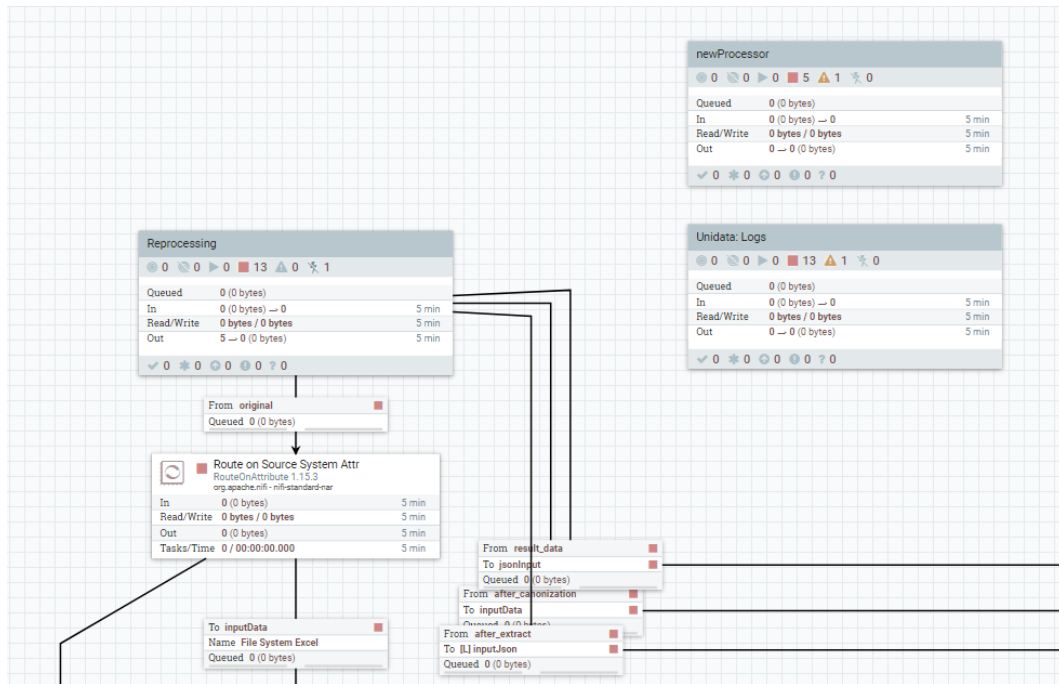 newProcessor
0 0 0 5 1 0
Queued 0 (0 bytes)
In 0 (0 bytes) → 0 5 min
Read/Write 0 bytes / 0 bytes 5 min
Out 0 → 0 (0 bytes) 5 min
0 0 0 0 ? 0
Reprocessing
0 0 0 13 0 1
Queued 0 (0 bytes)
In 0 (0 bytes) → 0 5 min
Read/Write 0 bytes / 0 bytes 5 min
Out 5 → 0 (0 bytes) 5 min
0 0 0 0 ? 0
Unidata: Logs
0 0 0 13 1 0
Queued 0 (0 bytes)
In 0 (0 bytes) → 0 5 min
Read/Write 0 bytes / 0 bytes 5 min
Out 0 → 0 (0 bytes) 5 min
0 0 0 0 ? 0
From original
Queued 0 (0 bytes)
Route on Source System Attr
RouteOnAttribute 1.15.3
org.apache.nifi - nifi-standard-nar
In 0 (0 bytes) 5 min
Read/Write 0 bytes / 0 bytes 5 min
Out 0 (0 bytes) 5 min
Tasks/Time 0 / 00:00:00.000 5 min
From result_data
To jsonInput
Queued 0 (0 bytes)
From after_canonization
To inputData
Queued 0 (0 bytes)
From after_extract
To [L] inputJson
Queued 0 (0 bytes)
To inputData
Name File System Excel
Queued 0 (0 bytes)